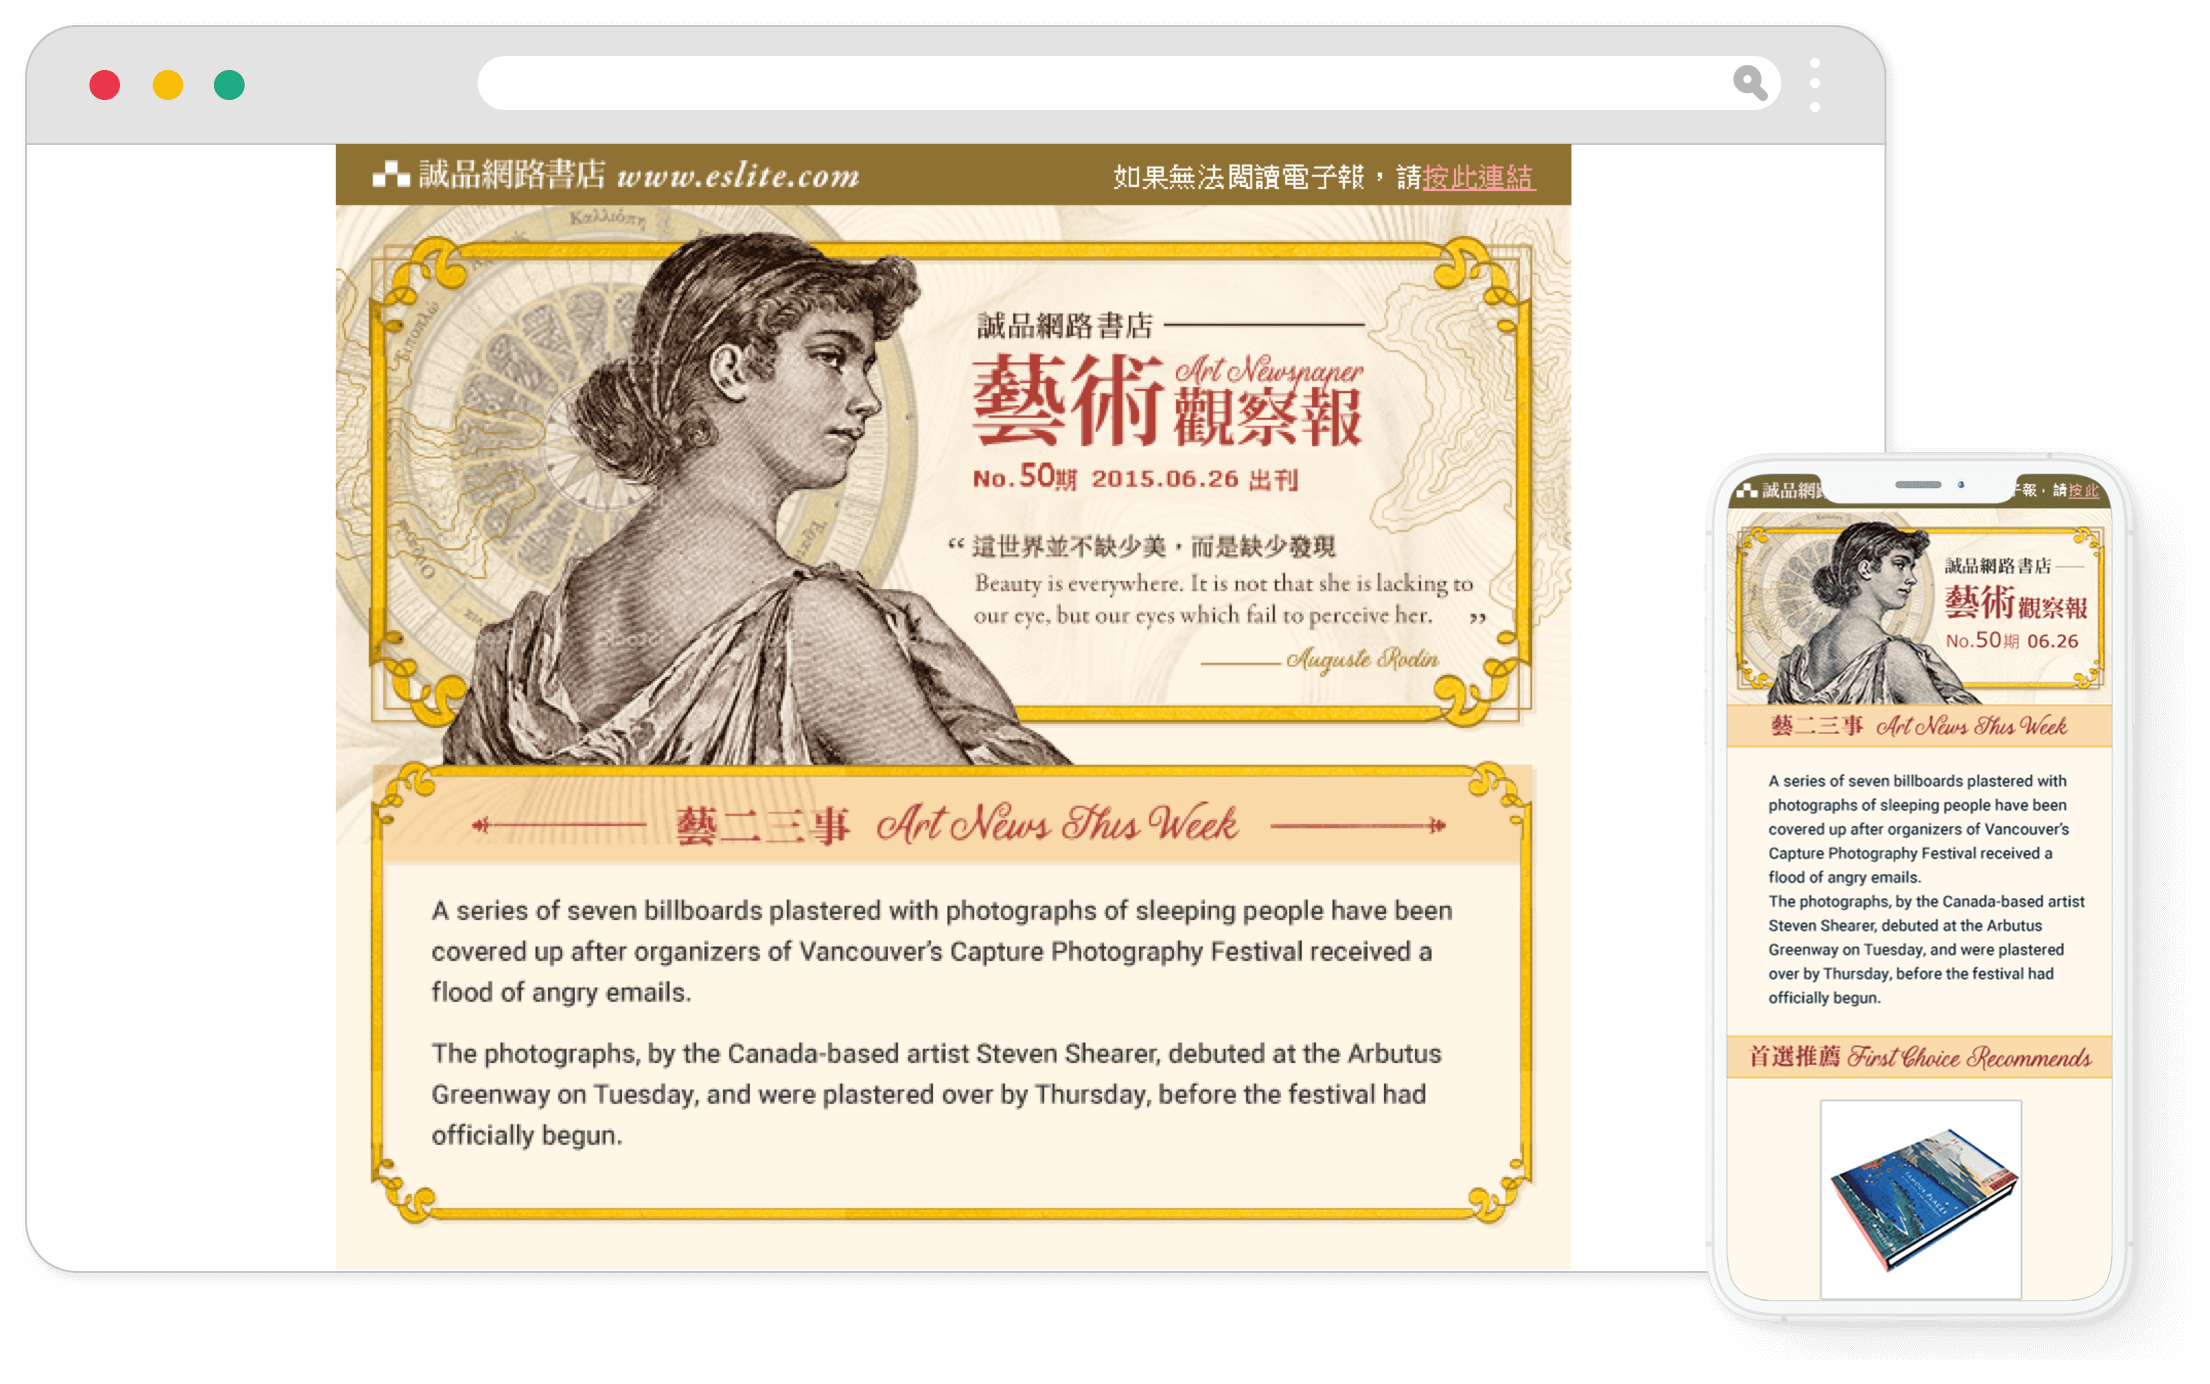 誠品網路書店 www.eslite.com
如果無法閱讀電子報，請按此連結
Καλλιόπη
誠品網路書店
藝術 Art Newspaper
觀察報
No.50期 2015.06.26 出刊
“ 這世界並不缺少美，而是缺少發現
Beauty is everywhere. It is not that she is lacking to
our eye, but our eyes which fail to perceive her. ”
Auguste Rodin
藝二三事 Art News This Week
A series of seven billboards plastered with photographs of sleeping people have been
covered up after organizers of Vancouver’s Capture Photography Festival received a
flood of angry emails.
The photographs, by the Canada-based artist Steven Shearer, debuted at the Arbutus
Greenway on Tuesday, and were plastered over by Thursday, before the festival had
officially begun.
誠品網
子報，請按此
誠品網路書店
藝術觀察報
No.50期 06.26
藝二三事 Art News This Week
A series of seven billboards plastered with
photographs of sleeping people have been
covered up after organizers of Vancouver’s
Capture Photography Festival received a
flood of angry emails.
The photographs, by the Canada-based artist
Steven Shearer, debuted at the Arbutus
Greenway on Tuesday, and were plastered
over by Thursday, before the festival had
officially begun.
首選推薦 First Choice Recommends
FAMOUS PLACES